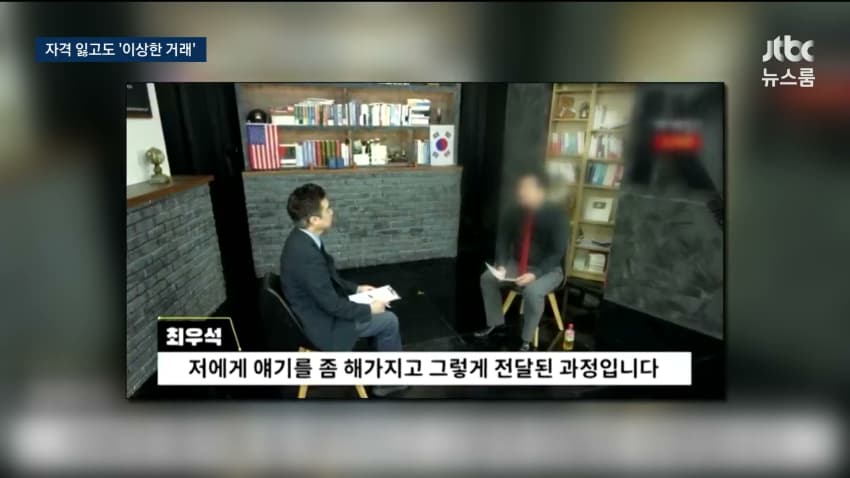 자격 잃고도 '이상한 거래'
jtbc
뉴스룸
최우석
저에게 얘기를 좀 해가지고 그렇게 전달된 과정입니다